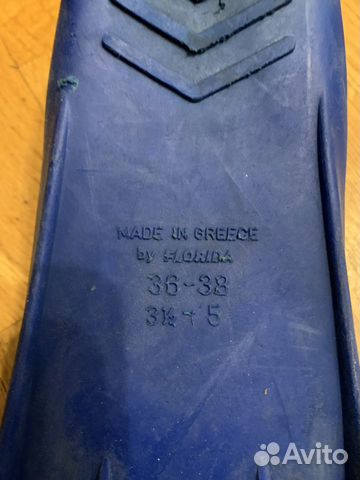 MADE IN GREECE
by FLORIDA
36-38
3½ + 5
Avito